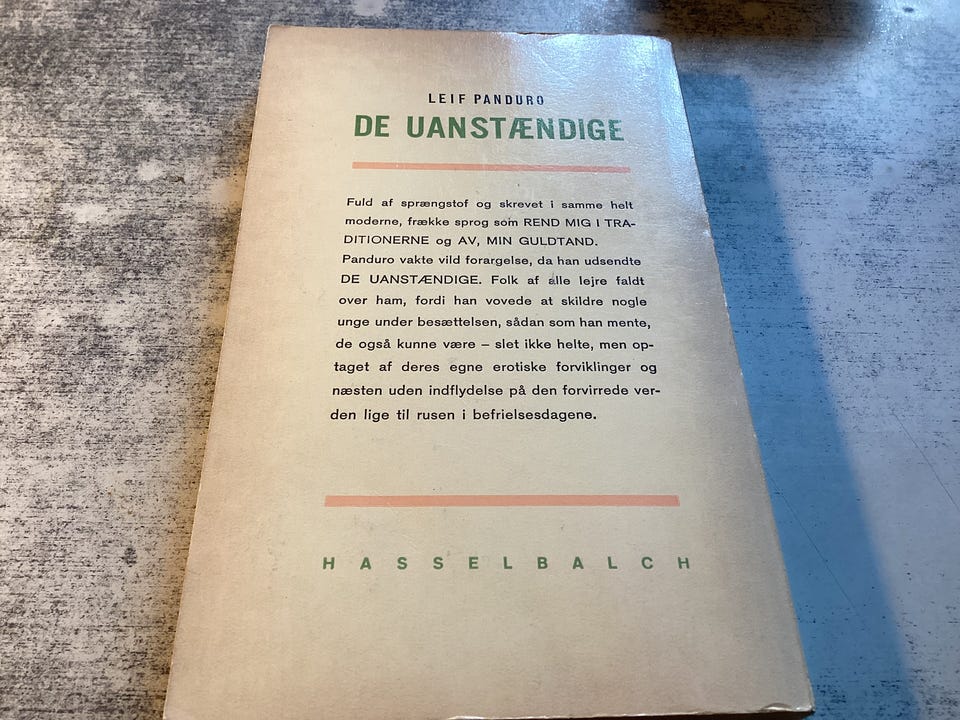 LEIF PANDURO
DE UANSTÆNDIGE
Fuld af sprængstof og skrevet i samme helt
moderne, frække sprog som REND MIG I TRA-
DITIONERNE og AV, MIN GULDTAND.
Panduro vakte vild forargelse, da han udsendte
DE UANSTÆNDIGE. Folk af alle lejre faldt
over ham, fordi han vovede at skildre nogle
unge under besættelsen, sådan som han mente,
de også kunne være – slet ikke helte, men op-
taget af deres egne erotiske forviklinger og
næsten uden indflydelse på den forvirrede ver-
den lige til rusen i befrielsesdagene.
HASSELBALCH